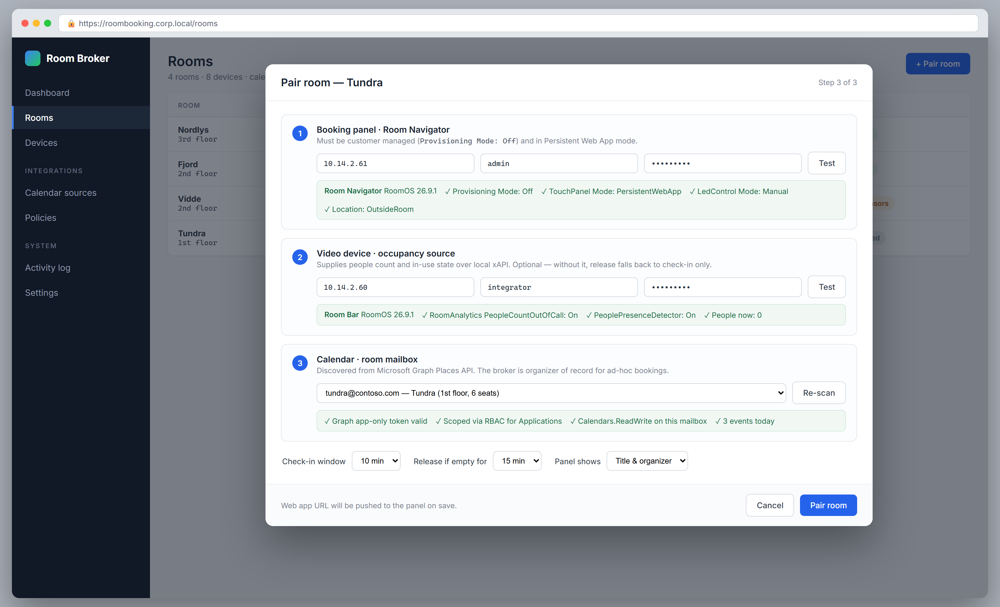 https://roombooking.corp.local/rooms
Room Broker
Dashboard
Rooms
Devices
INTEGRATIONS
Calendar sources
Policies
SYSTEM
Activity log
Settings
Rooms
4 rooms · 8 devices · cale
+ Pair room
ROOM
Nordlys
3rd floor
Fjord
2nd floor
Vidde
2nd floor
Tundra
1st floor
Pair room — Tundra
Step 3 of 3
1
Booking panel · Room Navigator
Must be customer managed (Provisioning Mode: Off) and in Persistent Web App mode.
10.14.2.61
admin
•••••••••
Test
Room Navigator RoomOS 26.9.1 ✓ Provisioning Mode: Off ✓ TouchPanel Mode: PersistentWebApp ✓ LedControl Mode: Manual
✓ Location: OutsideRoom
2
Video device · occupancy source
Supplies people count and in-use state over local xAPI. Optional — without it, release falls back to check-in only.
10.14.2.60
integrator
•••••••••
Test
Room Bar RoomOS 26.9.1 ✓ RoomAnalytics PeopleCountOutOfCall: On ✓ PeoplePresenceDetector: On ✓ People now: 0
3
Calendar · room mailbox
Discovered from Microsoft Graph Places API. The broker is organizer of record for ad-hoc bookings.
tundra@contoso.com — Tundra (1st floor, 6 seats)
Re-scan
✓ Graph app-only token valid ✓ Scoped via RBAC for Applications ✓ Calendars.ReadWrite on this mailbox ✓ 3 events today
Check-in window 10 min Release if empty for 15 min Panel shows Title & organizer
Web app URL will be pushed to the panel on save.
Cancel
Pair room